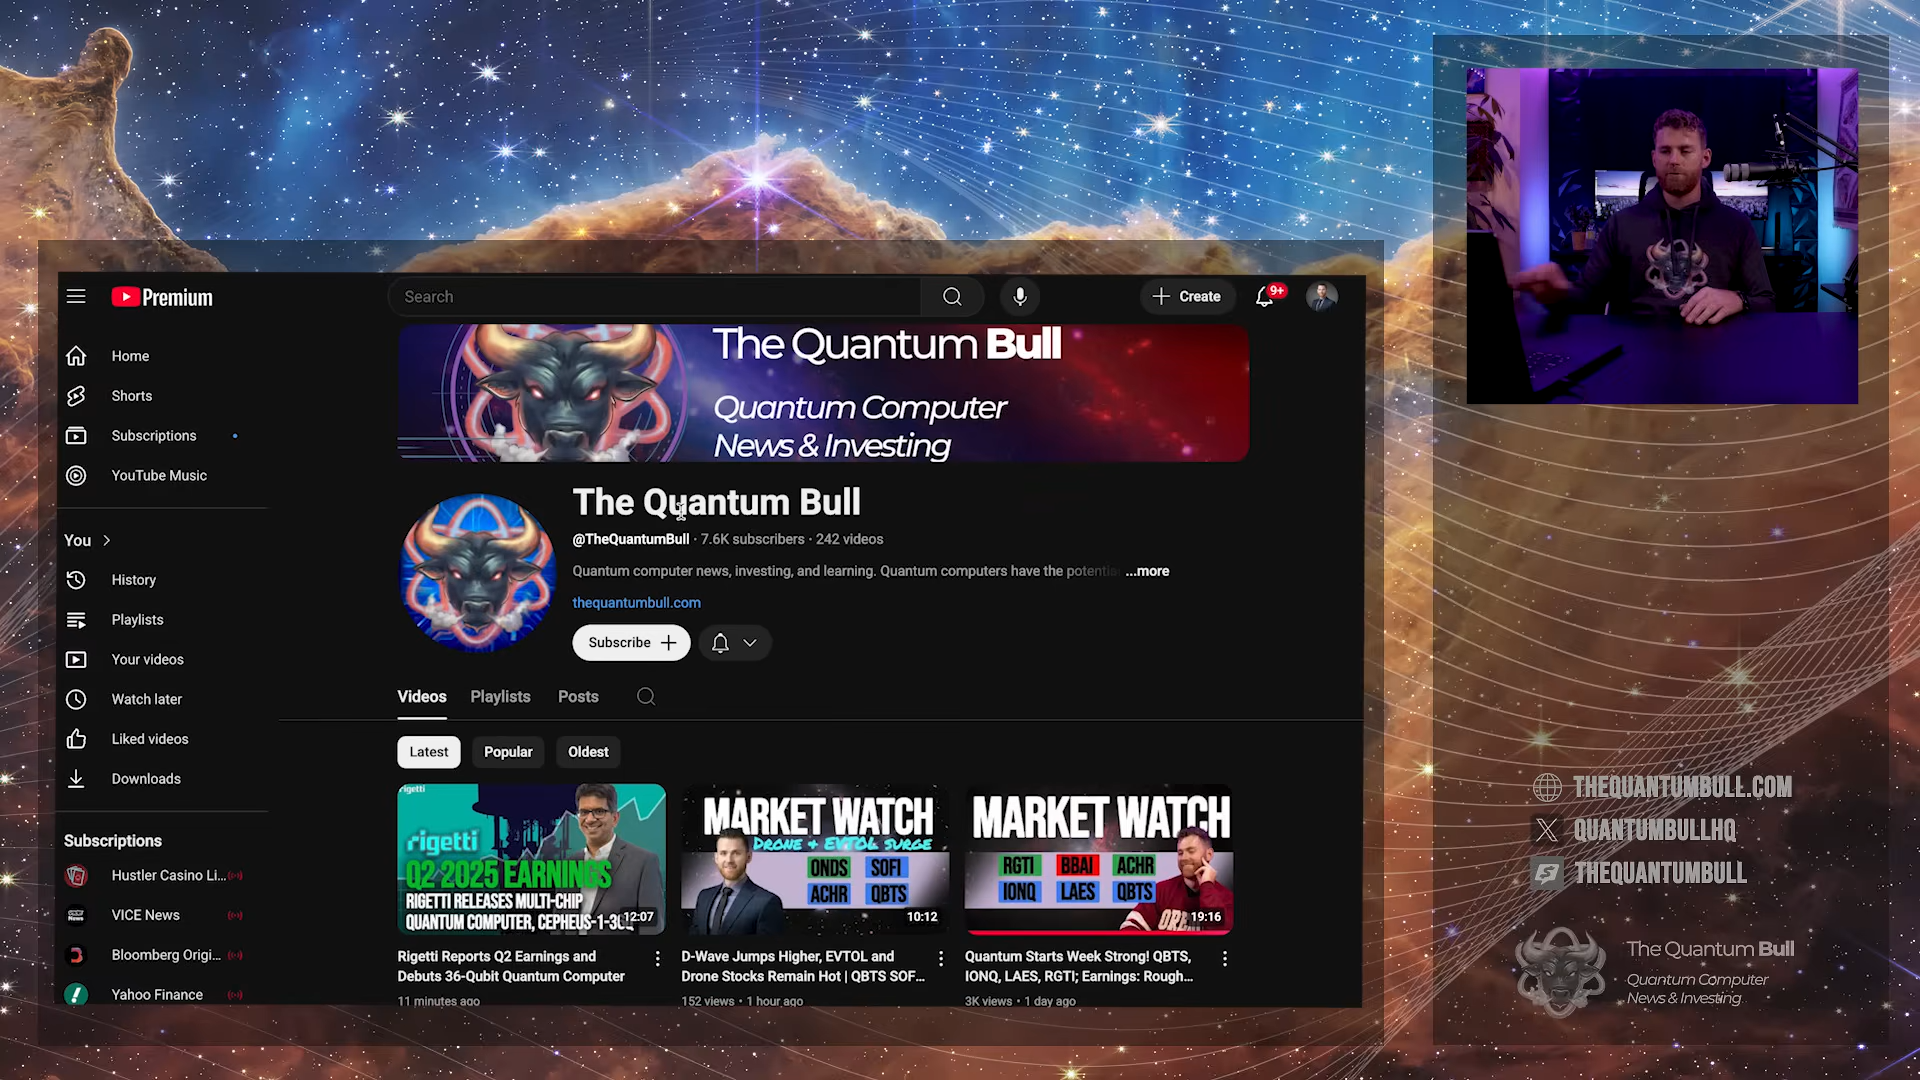 Premium
Search
Create
9+
Home
Shorts
Subscriptions
YouTube Music
You
History
Playlists
Your videos
Watch later
Liked videos
Downloads
Subscriptions
Hustler Casino Li...
VICE News
Bloomberg Origi...
Yahoo Finance
The Quantum Bull
Quantum Computer
News & Investing
The Quantum Bull
@TheQuantumBull · 7.6K subscribers · 242 videos
Quantum computer news, investing, and learning. Quantum computers have the potentia ...more
thequantumbull.com
Subscribe
Videos Playlists Posts
Latest Popular Oldest
rigetti
rigetti
Q2 2025 EARNINGS
RIGETTI RELEASES MULTI-CHIP
QUANTUM COMPUTER, CEPHEUS-1-36Q
12:07
Rigetti Reports Q2 Earnings and
Debuts 36-Qubit Quantum Computer
11 minutes ago
MARKET WATCH
DRONE + EVTOL SURGE
ONDS SOFI
ACHR QBTS
10:12
D-Wave Jumps Higher, EVTOL and
Drone Stocks Remain Hot | QBTS SOF...
152 views • 1 hour ago
MARKET WATCH
RGTI BBAI ACHR
IONQ LAES QBTS
19:16
Quantum Starts Week Strong! QBTS,
IONQ, LAES, RGTI; Earnings: Rough...
3K views • 1 day ago
THEQUANTUMBULL.COM
QUANTUMBULLHQ
THEQUANTUMBULL
The Quantum Bull
Quantum Computer
News & Investing